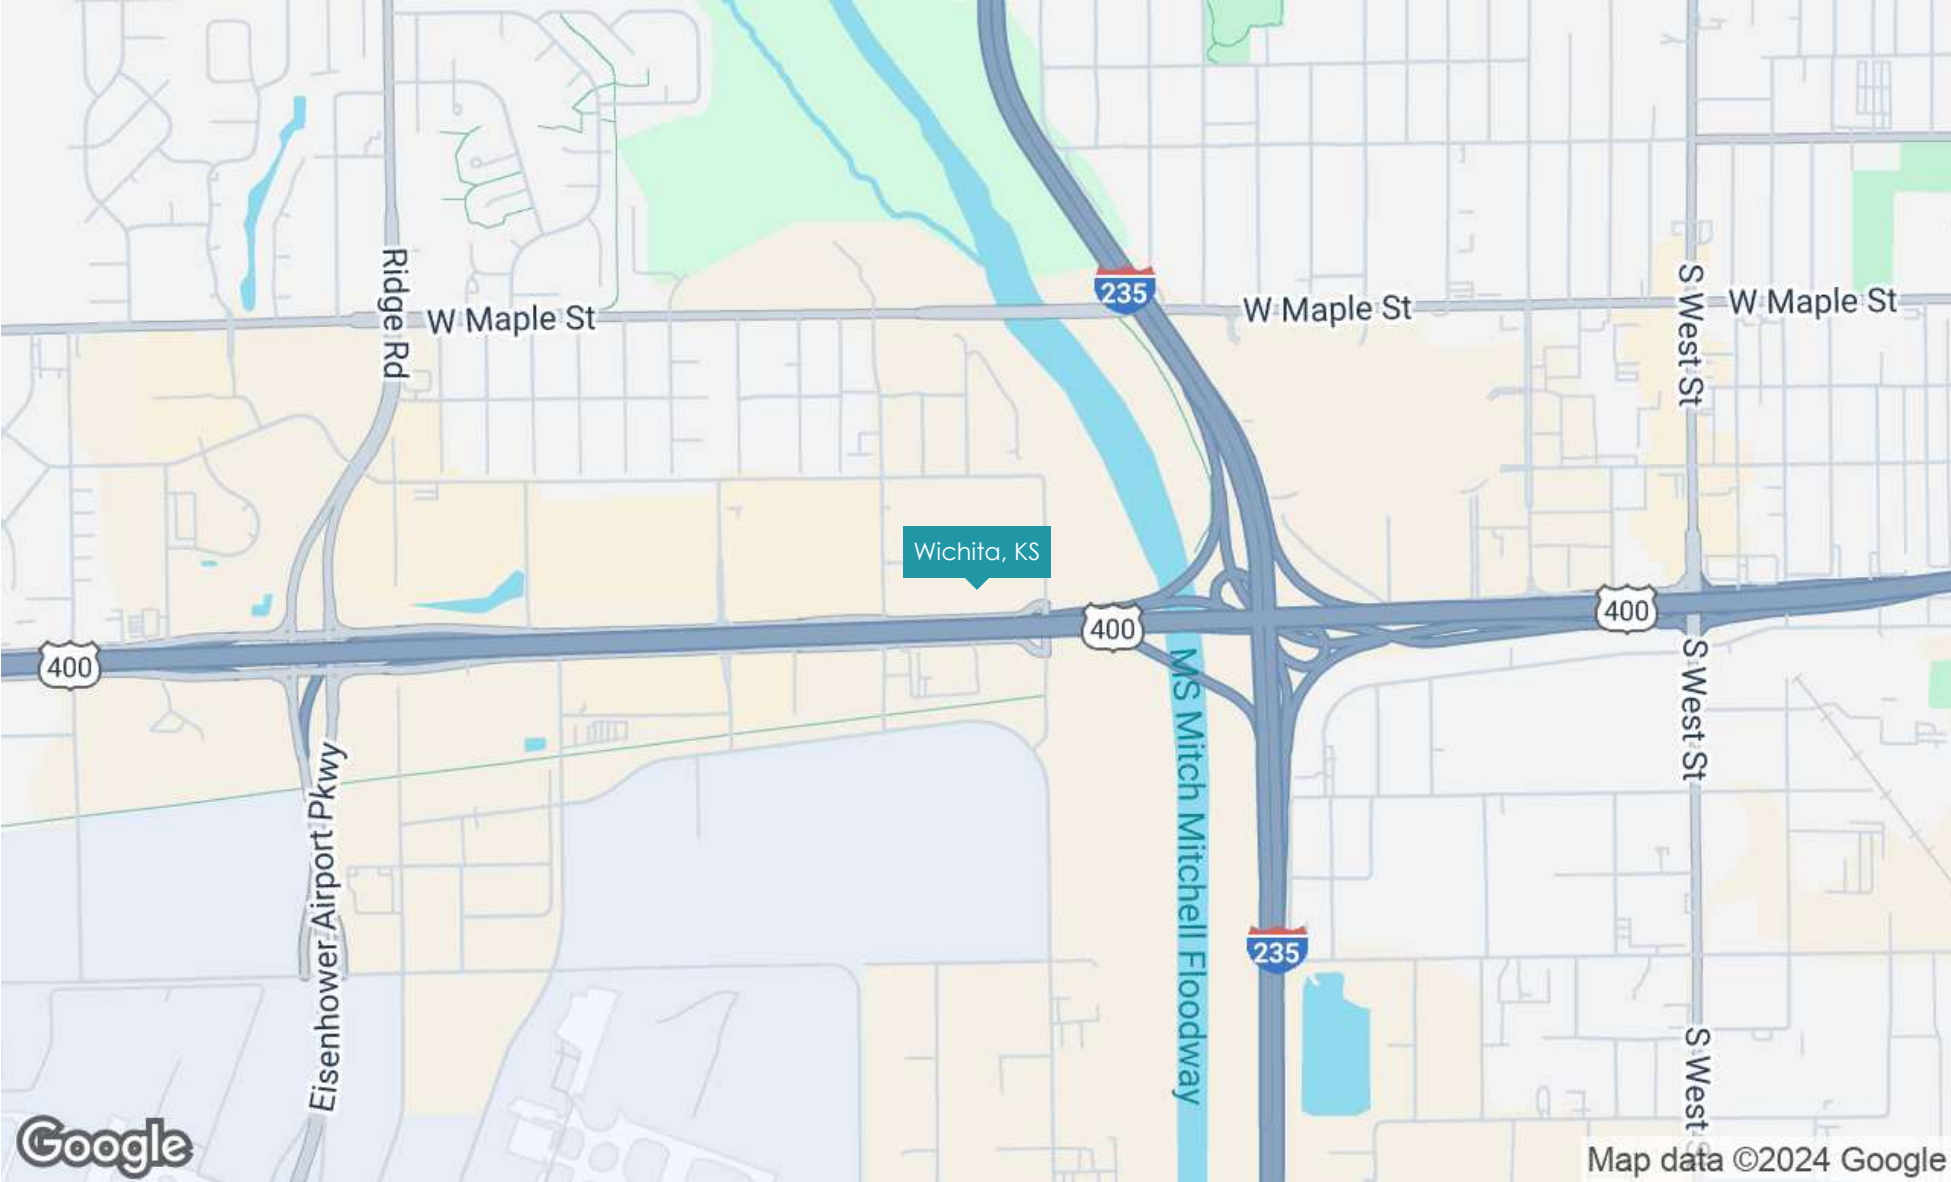 Ridge Rd
W Maple St
235
W Maple St
S West St
W Maple St
Wichita, KS
400
400
400
MS Mitch Mitchell Floodway
S West St
Eisenhower Airport Pkwy
235
S West S
Google
Map data ©2024 Google